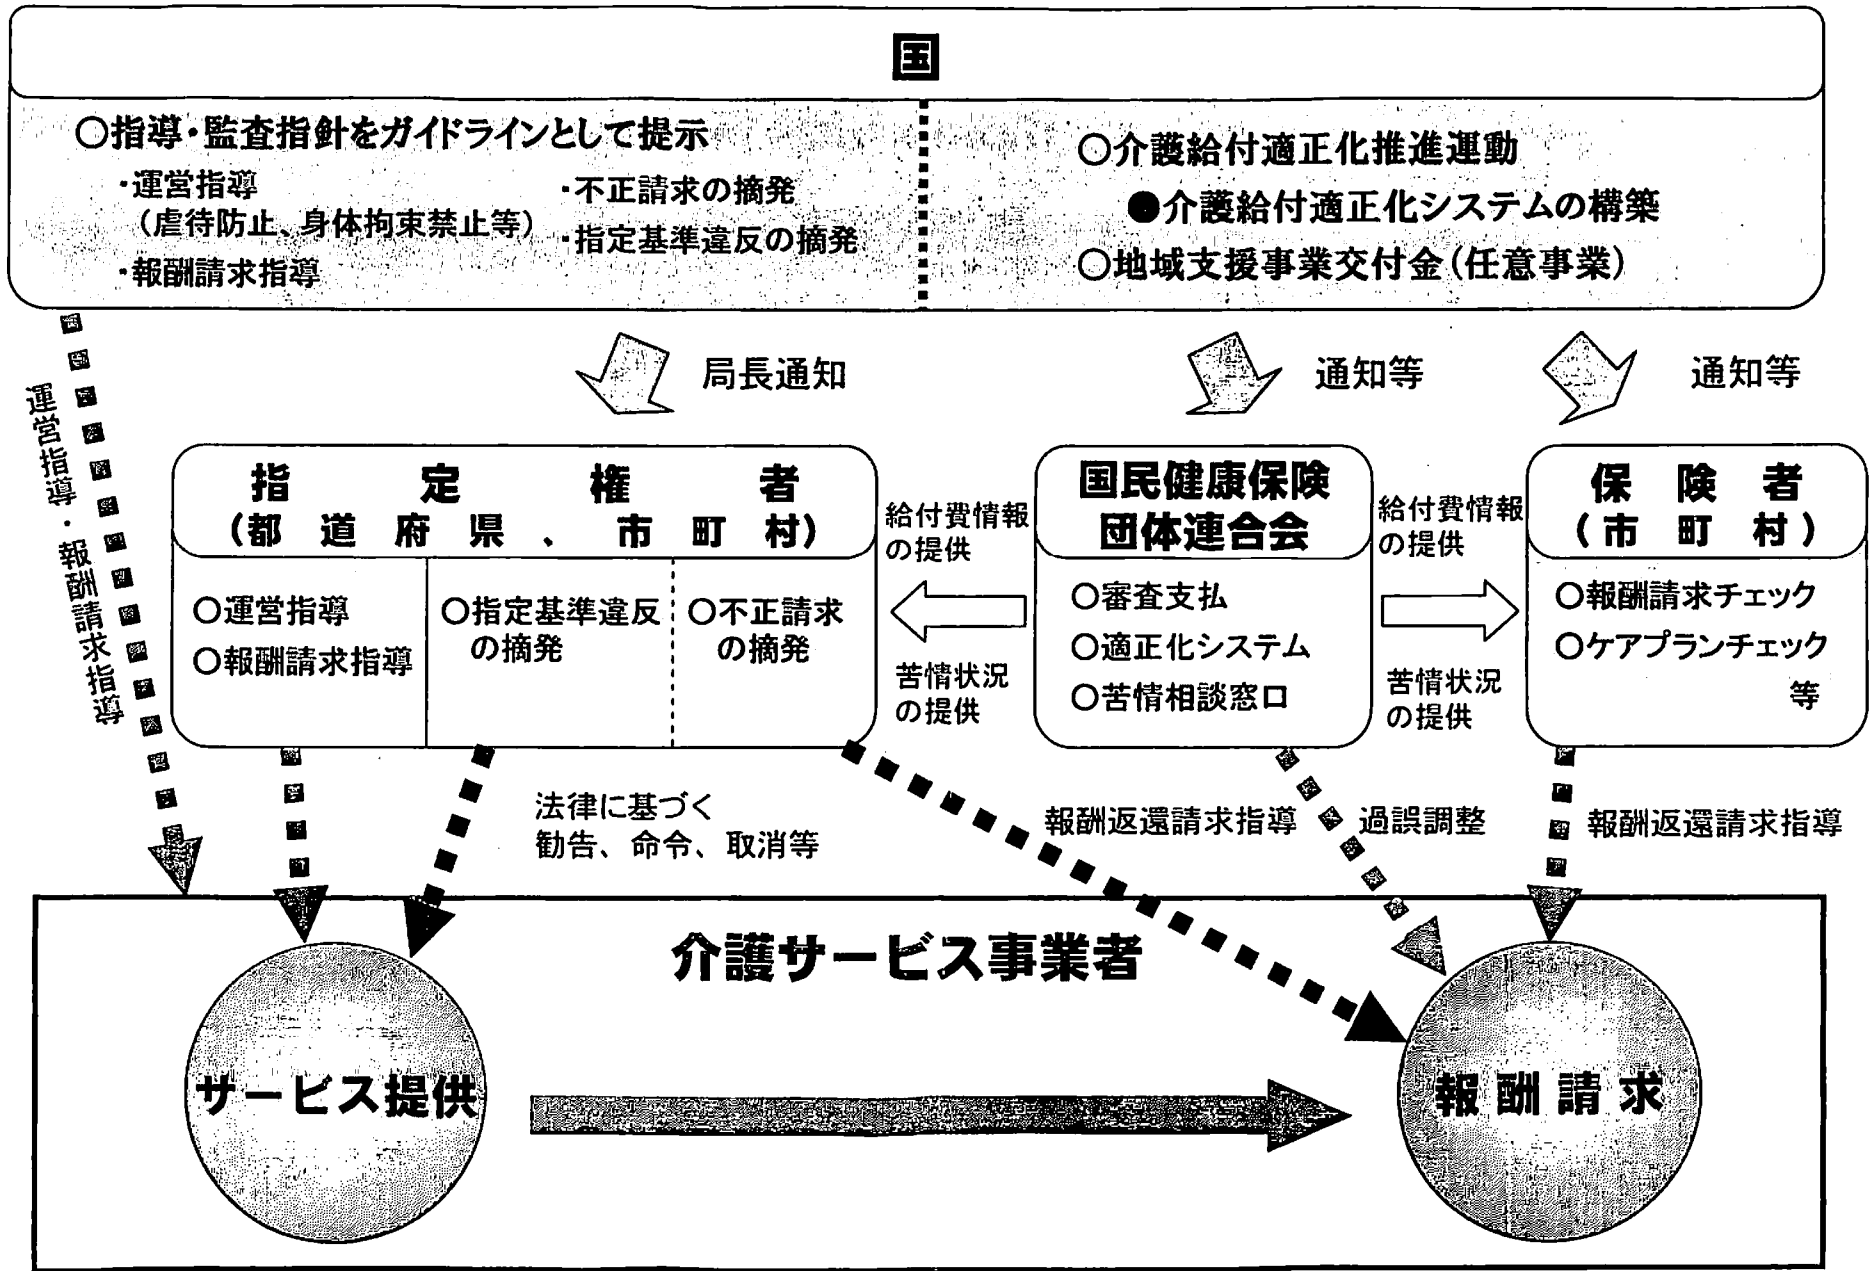 国
○指導・監査指針をガイドラインとして提示
・運営指導
(虐待防止、身体拘束禁止等)
・報酬請求指導
・不正請求の摘発
・指定基準違反の摘発
○介護給付適正化推進運動
●介護給付適正化システムの構築
○地域支援事業交付金(任意事業)
運営指導・報酬請求指導
局長通知
通知等
通知等
指定権者
(都道府県、市町村)
○運営指導
○報酬請求指導
○指定基準違反
の摘発
○不正請求
の摘発
給付費情報
の提供
苦情状況
の提供
国民健康保険
団体連合会
○審査支払
○適正化システム
○苦情相談窓口
給付費情報
の提供
苦情状況
の提供
保険者
(市町村)
○報酬請求チェック
○ケアプランチェック
等
法律に基づく
勧告、命令、取消等
報酬返還請求指導
過誤調整
報酬返還請求指導
介護サービス事業者
サービス提供
報酬請求